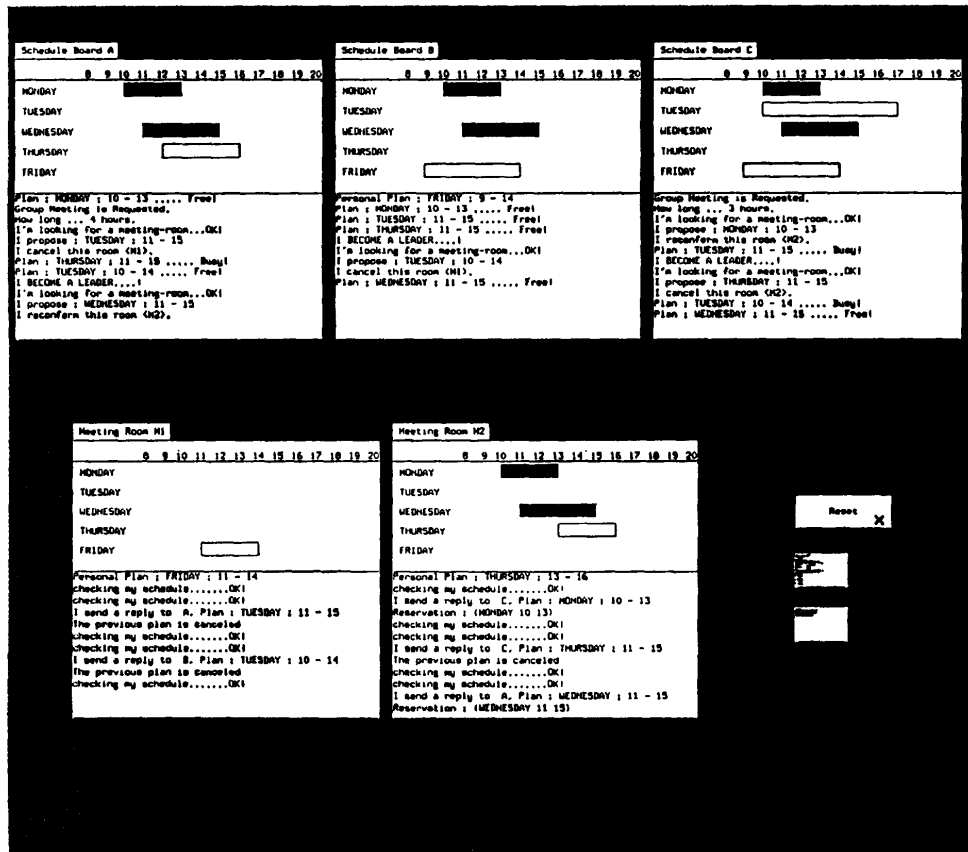 Schedule Board A
8 9 10 11 12 13 14 15 16 17 18 19 20
MONDAY
TUESDAY
WEDNESDAY
THURSDAY
FRIDAY
Plan : MONDAY : 10 - 13 ..... Free!
Group Meeting is Requested.
How long ... 4 hours.
I'm looking for a meeting-room...OK!
I propose : TUESDAY : 11 - 15
I cancel this room (M1).
Plan : THURSDAY : 11 - 15 ..... Busy!
Plan : TUESDAY : 10 - 14 ..... Free!
I BECOME A LEADER....!
I'm looking for a meeting-room...OK!
I propose : WEDNESDAY : 11 - 15
I reconfirm this room (M2).
Schedule Board B
8 9 10 11 12 13 14 15 16 17 18 19 20
MONDAY
TUESDAY
WEDNESDAY
THURSDAY
FRIDAY
Personal Plan : FRIDAY : 9 - 14
Plan : MONDAY : 10 - 13 ..... Free!
Plan : TUESDAY : 11 - 15 ..... Free!
Plan : THURSDAY : 11 - 15 ..... Free!
I BECOME A LEADER....!
I'm looking for a meeting-room...OK!
I propose : TUESDAY : 10 - 14
I cancel this room (M1).
Plan : WEDNESDAY : 11 - 15 ..... Free!
Schedule Board C
8 9 10 11 12 13 14 15 16 17 18 19 20
MONDAY
TUESDAY
WEDNESDAY
THURSDAY
FRIDAY
Group Meeting is Requested.
How long ... 3 hours.
I'm looking for a meeting-room...OK!
I propose : MONDAY : 10 - 13
I reconfirm this room (M2).
Plan : TUESDAY : 11 - 15 ..... Busy!
I BECOME A LEADER....!
I'm looking for a meeting-room...OK!
I propose : THURSDAY : 11 - 15
I cancel this room (M2).
Plan : TUESDAY : 10 - 14 ..... Busy!
Plan : WEDNESDAY : 11 - 15 ..... Free!
Meeting Room M1
8 9 10 11 12 13 14 15 16 17 18 19 20
MONDAY
TUESDAY
WEDNESDAY
THURSDAY
FRIDAY
Personal Plan : FRIDAY : 11 - 14
checking my schedule.......OK!
checking my schedule.......OK!
I send a reply to A, Plan : TUESDAY : 11 - 15
The previous plan is canceled
checking my schedule.......OK!
checking my schedule.......OK!
I send a reply to B, Plan : TUESDAY : 10 - 14
The previous plan is canceled
checking my schedule.......OK!
Meeting Room M2
8 9 10 11 12 13 14 15 16 17 18 19 20
MONDAY
TUESDAY
WEDNESDAY
THURSDAY
FRIDAY
Personal Plan : THURSDAY : 13 - 16
checking my schedule.......OK!
I send a reply to C, Plan : MONDAY : 10 - 13
Reservation : (MONDAY 10 13)
checking my schedule.......OK!
checking my schedule.......OK!
I send a reply to C, Plan : THURSDAY : 11 - 15
The previous plan is canceled
checking my schedule.......OK!
checking my schedule.......OK!
I send a reply to A, Plan : WEDNESDAY : 11 - 15
Reservation : (WEDNESDAY 11 15)
Reset